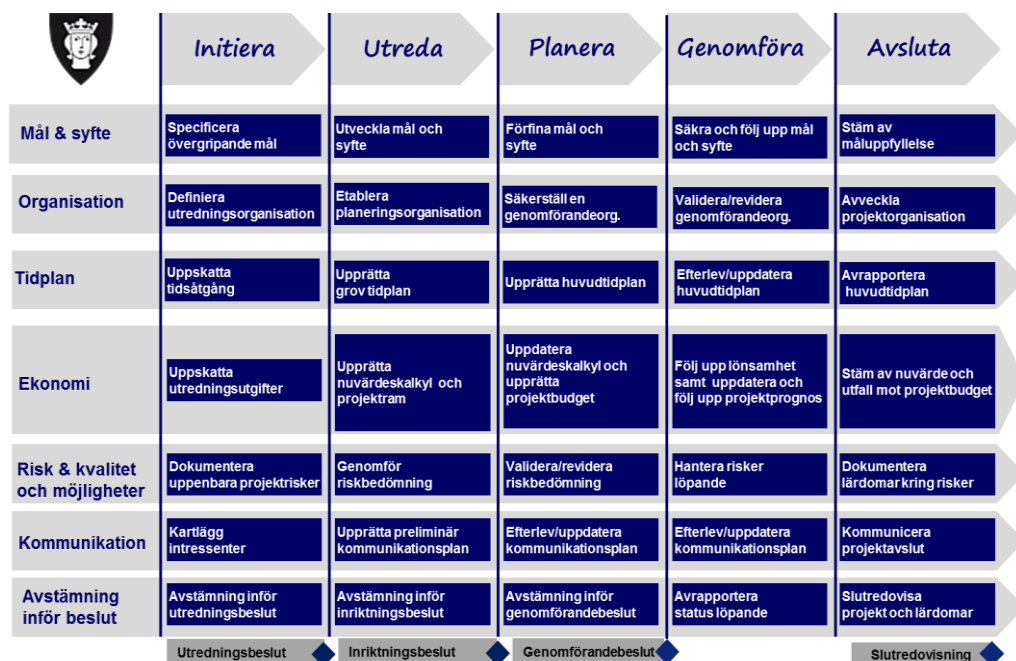 Initiera
Utreda
Planera
Genomföra
Avsluta
Mål & syfte
Specificera
övergripande mål
Utveckla mål och
syfte
Förfina mål och
syfte
Säkra och följ upp mål
och syfte
Stäm av
måluppfyllelse
Organisation
Definiera
utredningsorganisation
Etablera
planeringsorganisation
Säkerställ en
genomförandeorg.
Validera/revidera
genomförandeorg.
Avveckla
projektorganisation
Tidplan
Uppskatta
tidsåtgång
Upprätta
grov tidplan
Upprätta huvudtidplan
Efterlev/uppdatera
huvudtidplan
Avrapportera
huvudtidplan
Ekonomi
Uppskatta
utredningsutgifter
Upprätta
nuvärdeskalkyl och
projektram
Uppdatera
nuvärdeskalkyl och
upprätta
projektbudget
Följ upp lönsamhet
samt uppdatera och
följ upp projektprognos
Stäm av nuvärde och
utfall mot projektbudget
Risk & kvalitet
och möjligheter
Dokumentera
uppenbara projektrisker
Genomför
riskbedömning
Validera/revidera
riskbedömning
Hantera risker
löpande
Dokumentera
lärdomar kring risker
Kommunikation
Kartlägg
intressenter
Upprätta preliminär
kommunikationsplan
Efterlev/uppdatera
kommunikationsplan
Efterlev/uppdatera
kommunikationsplan
Kommunicera
projektavslut
Avstämning
inför beslut
Avstämning inför
utredningsbeslut
Avstämning inför
inriktningsbeslut
Avstämning inför
genomförandebeslut
Avrapportera
status löpande
Slutredovisa
projekt och lärdomar
Utredningsbeslut
Inriktningsbeslut
Genomförandebeslut
Slutredovisning